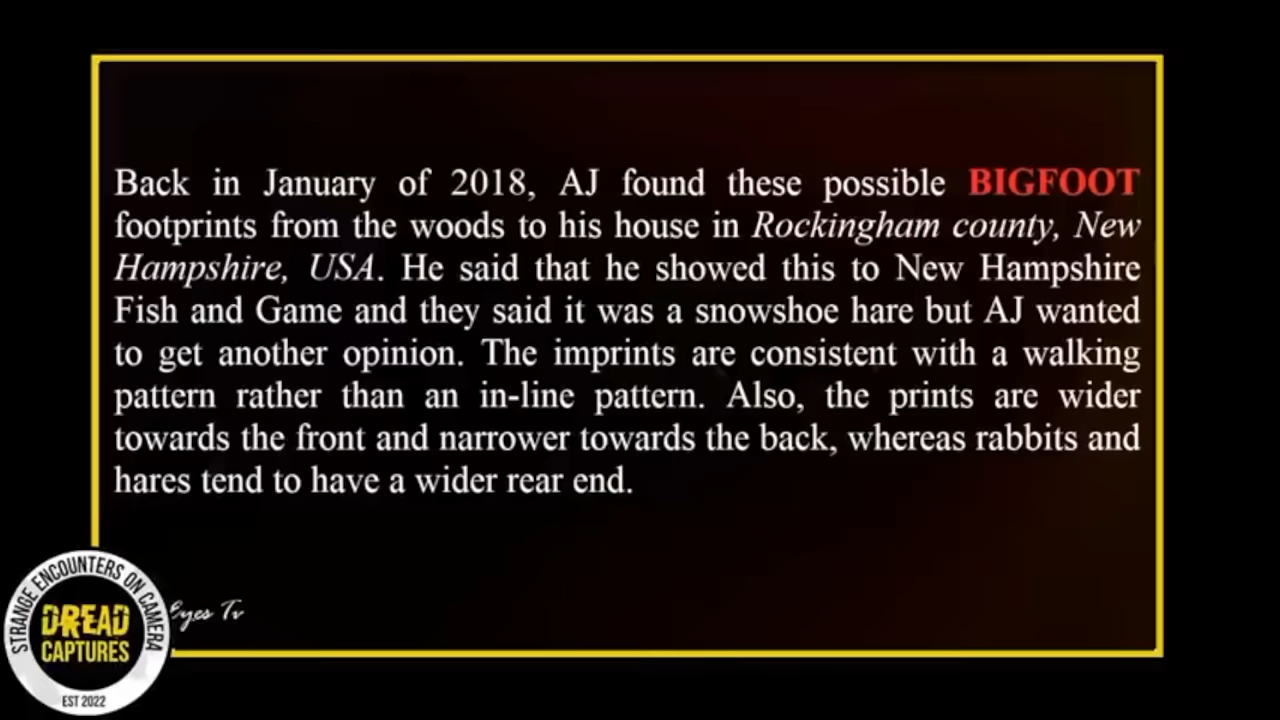 Back in January of 2018, AJ found these possible BIGFOOT
footprints from the woods to his house in Rockingham county, New
Hampshire, USA. He said that he showed this to New Hampshire
Fish and Game and they said it was a snowshoe hare but AJ wanted
to get another opinion. The imprints are consistent with a walking
pattern rather than an in-line pattern. Also, the prints are wider
towards the front and narrower towards the back, whereas rabbits and
hares tend to have a wider rear end.
Eyes Tv
STRANGE ENCOUNTERS ON CAMERA
DREAD
CAPTURES
EST 2022